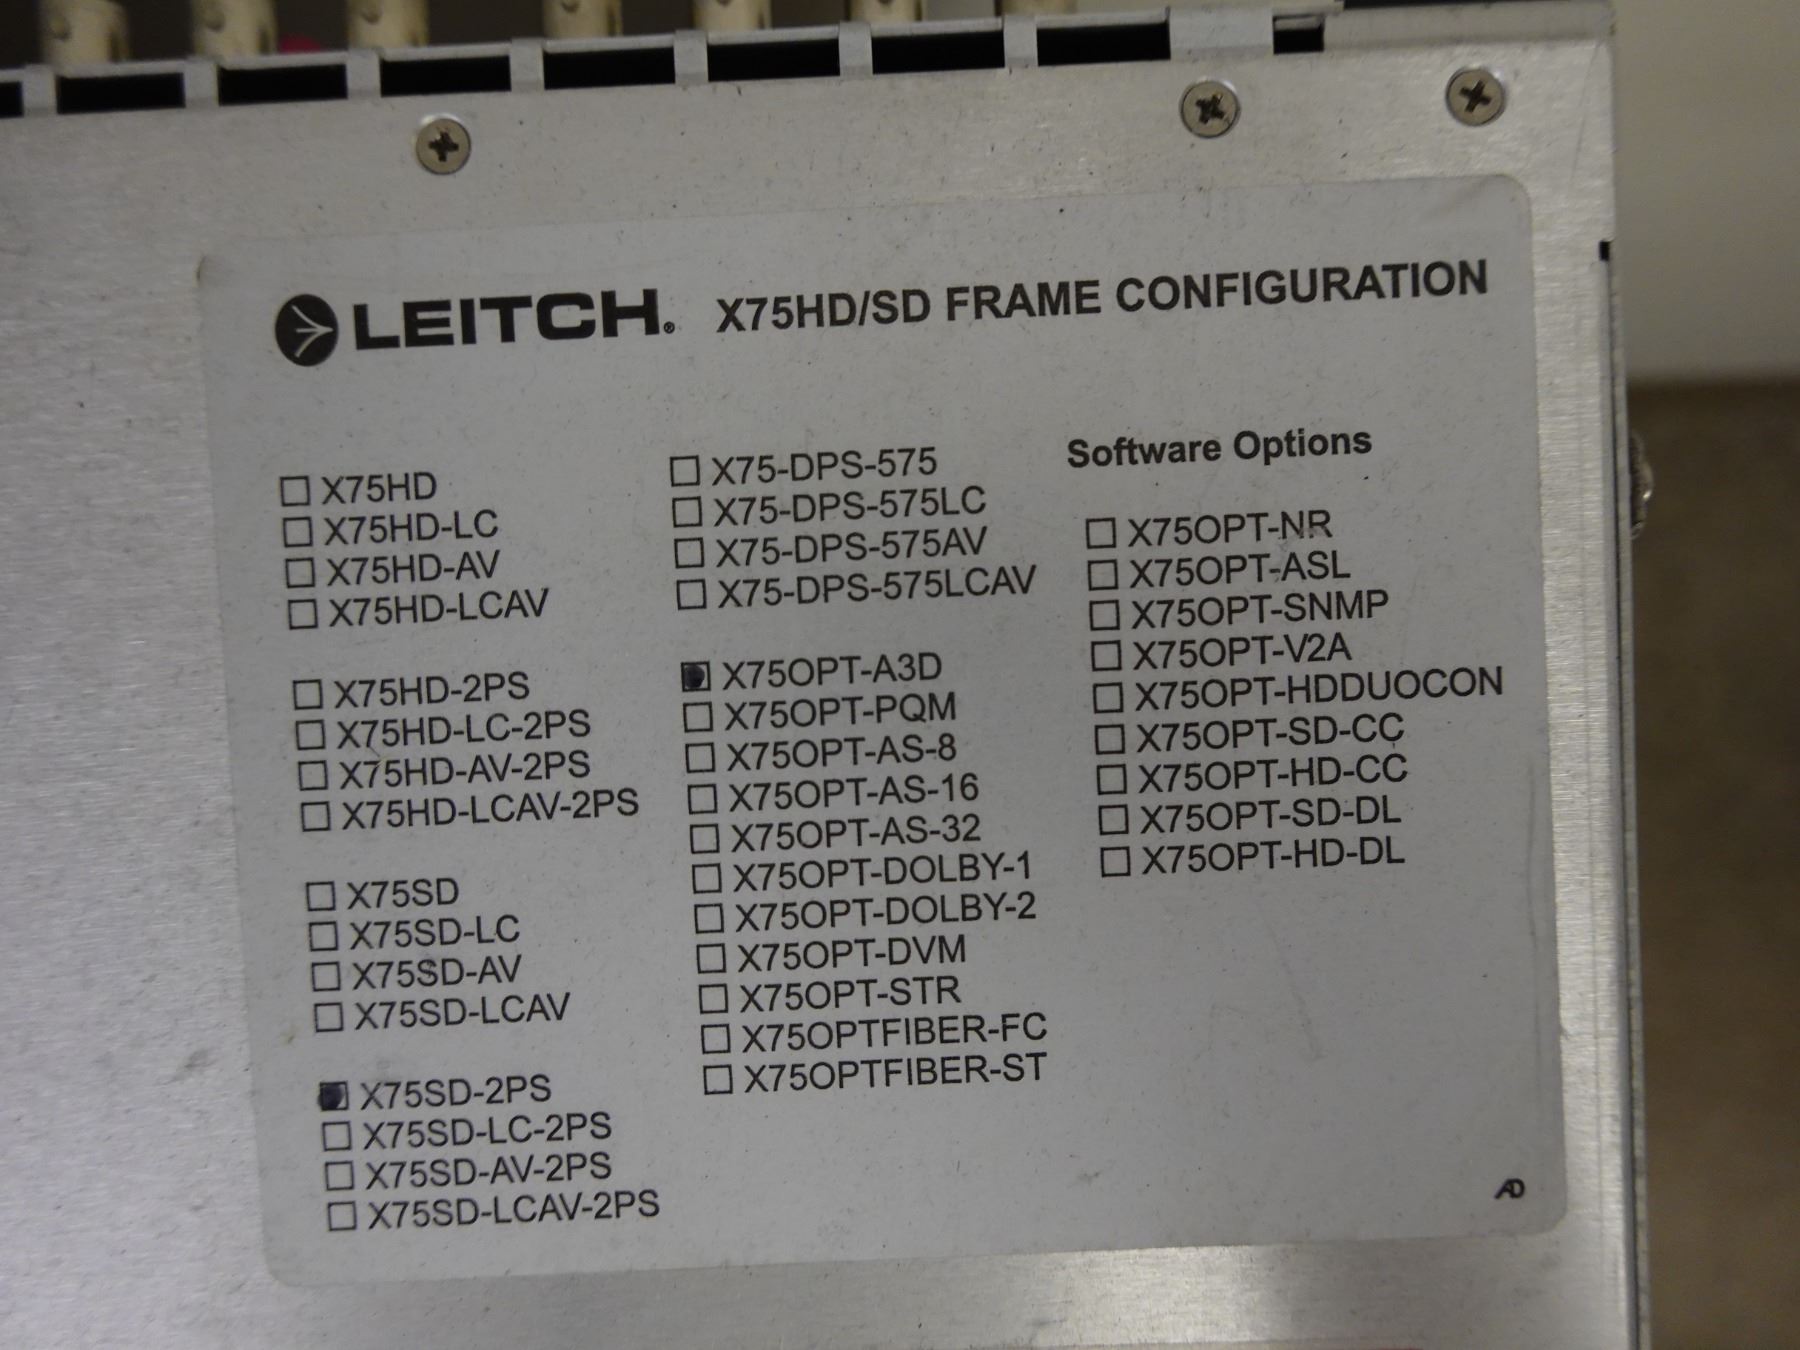 LEITCH® X75HD/SD FRAME CONFIGURATION
X75HD
X75HD-LC
X75HD-AV
X75HD-LCAV
X75HD-2PS
X75HD-LC-2PS
X75HD-AV-2PS
X75HD-LCAV-2PS
X75SD
X75SD-LC
X75SD-AV
X75SD-LCAV
X75SD-2PS
X75SD-LC-2PS
X75SD-AV-2PS
X75SD-LCAV-2PS
X75-DPS-575
X75-DPS-575LC
X75-DPS-575AV
X75-DPS-575LCAV
X75OPT-A3D
X75OPT-PQM
X75OPT-AS-8
X75OPT-AS-16
X75OPT-AS-32
X75OPT-DOLBY-1
X75OPT-DOLBY-2
X75OPT-DVM
X75OPT-STR
X75OPTFIBER-FC
X75OPTFIBER-ST
Software Options
X75OPT-NR
X75OPT-ASL
X75OPT-SNMP
X75OPT-V2A
X75OPT-HDDUOCON
X75OPT-SD-CC
X75OPT-HD-CC
X75OPT-SD-DL
X75OPT-HD-DL
AD